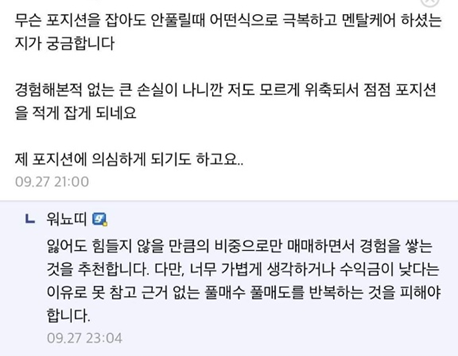 무슨 포지션을 잡아도 안풀릴때 어떤식으로 극복하고 멘탈케어 하셨는
지가 궁금합니다
경험해본적 없는 큰 손실이 나니깐 저도 모르게 위축되서 점점 포지션
을 적게 잡게 되네요
제 포지션에 의심하게 되기도 하고요..
09.27 21:00
워뇨띠
잃어도 힘들지 않을 만큼의 비중으로만 매매하면서 경험을 쌓는
것을 추천합니다. 다만, 너무 가볍게 생각하거나 수익금이 낮다는
이유로 못 참고 근거 없는 풀매수 풀매도를 반복하는 것을 피해야
합니다.
09.27 23:04